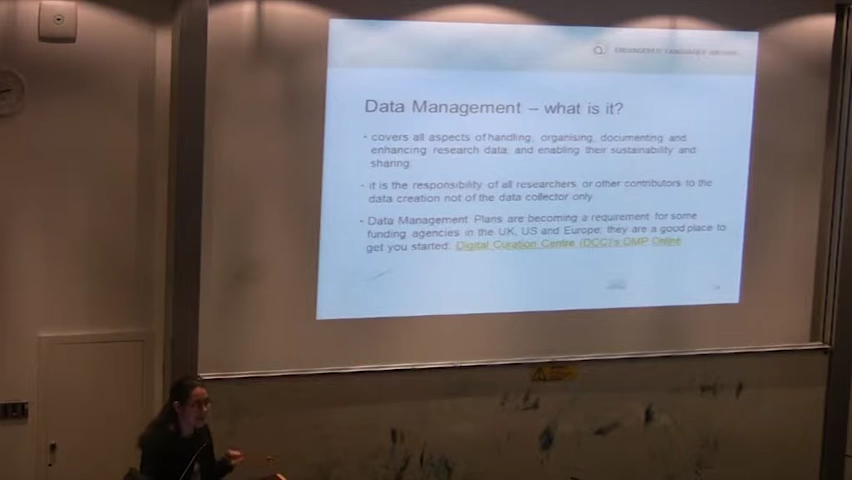 ENDANGERED LANGUAGES ARCHIVE
Data Management – what is it?
• covers all aspects of handling, organising, documenting and
enhancing research data, and enabling their sustainability and
sharing;
• it is the responsibility of all researchers or other contributors to the
data creation not of the data collector only
• Data Management Plans are becoming a requirement for some
funding agencies in the UK, US and Europe; they are a good place to
get you started: Digital Curation Centre (DCC)'s DMP Online